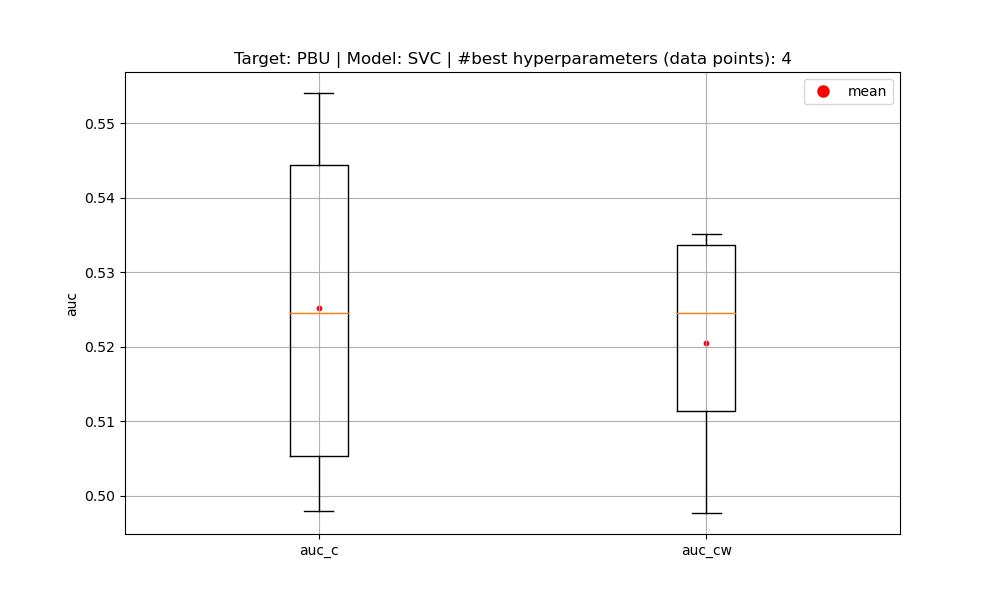 Target: PBU | Model: SVC | #best hyperparameters (data points): 4
mean
0.55
0.54
0.53
0.52
0.51
0.50
auc
auc_c
auc_cw